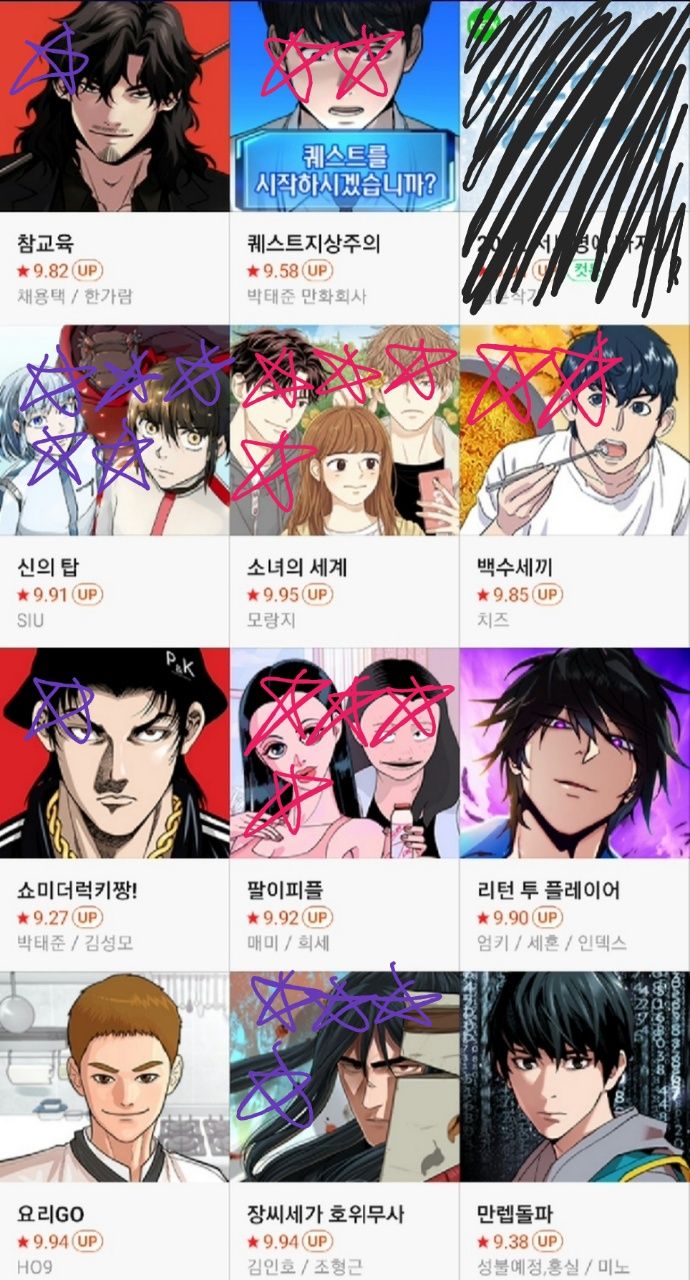 퀘스트를
시작하시겠습니까?
참교육
★9.82 UP
채용택 / 한가람
퀘스트지상주의
★9.58 UP
박태준 만화회사
신의 탑
★9.91 UP
SIU
소녀의 세계
★9.95 UP
모랑지
백수세끼
★9.85 UP
치즈
P&K
쇼미더럭키짱!
★9.27 UP
박태준 / 김성모
팔이피플
★9.92 UP
매미 / 희세
리턴 투 플레이어
★9.90 UP
엄키 / 세혼 / 인덱스
요리GO
★9.94 UP
HO9
장씨세가 호위무사
★9.94 UP
김인호 / 조형근
만렙돌파
★9.38 UP
성불예정,홍실 / 미노